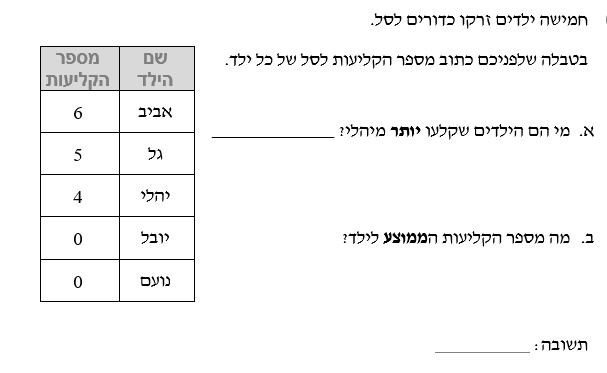 חמישה ילדים זרקו כדורים לסל.
בטבלה שלפניכם כתוב מספר הקליעות לסל של כל ילד.
שם הילד | מספר הקליעות
אביב | 6
גל | 5
יהלי | 4
יובל | 0
נועם | 0
א. מי הם הילדים שקלעו יותר מיהלי? ____________
ב. מה מספר הקליעות הממוצע לילד?
תשובה: __________